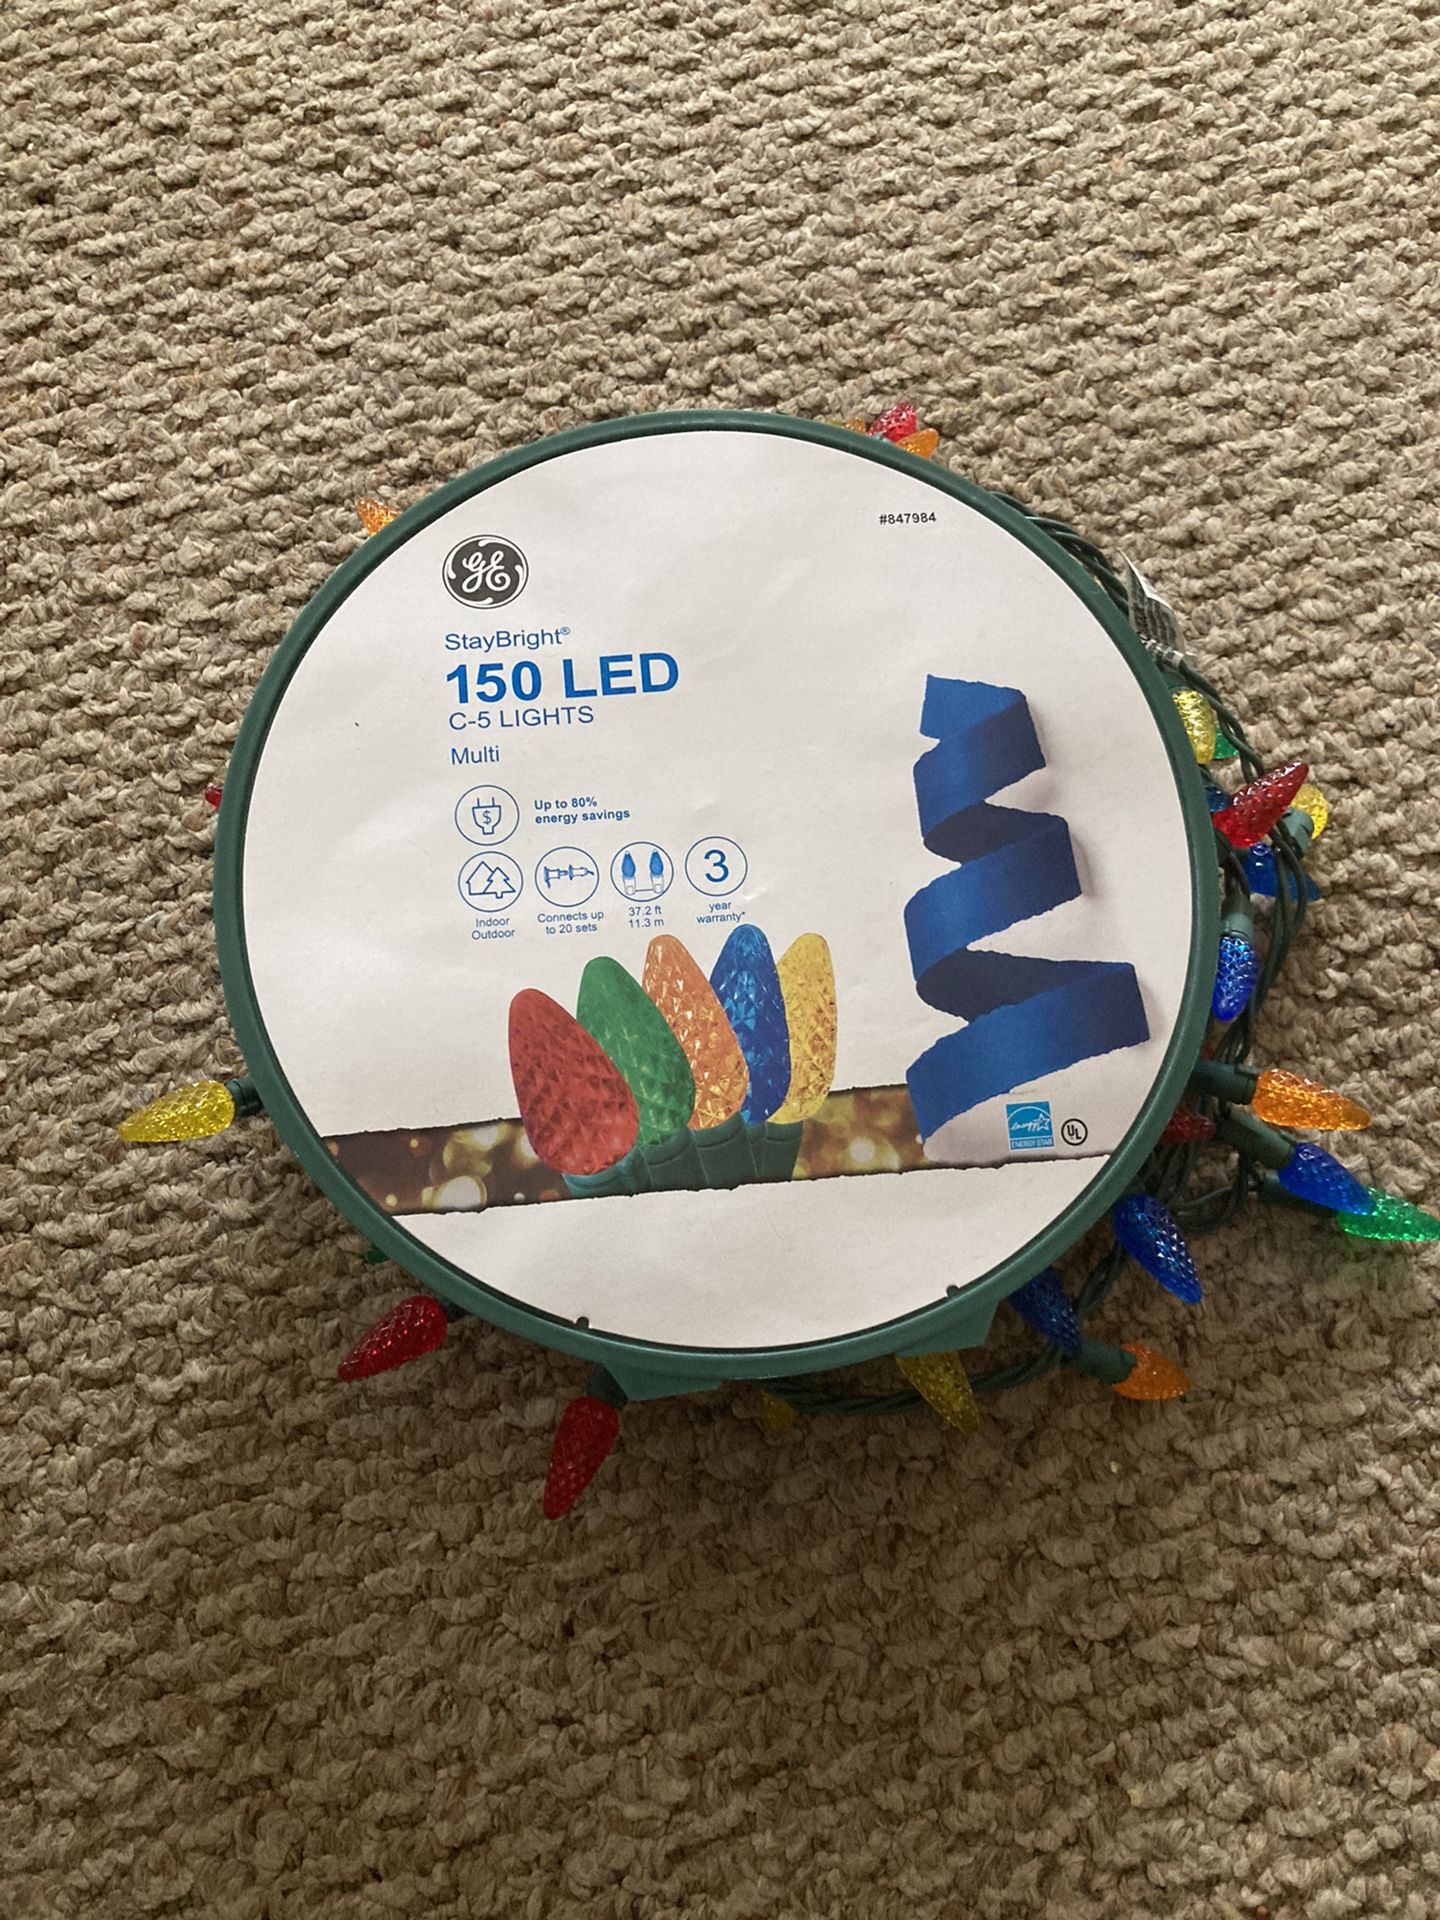 #847984
GE
StayBright®
150 LED
C-5 LIGHTS
Multi
$
Up to 80%
energy savings
3
Indoor
Outdoor
Connects up
to 20 sets
37.2 ft
11.3 m
year
warranty*
energy
ENERGY STAR
UL